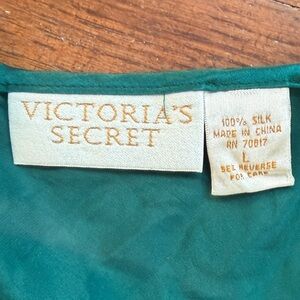 VICTORIA'S
SECRET
100% SILK
MADE IN CHINA
RN 70817
L
SEE REVERSE
FOR CARE